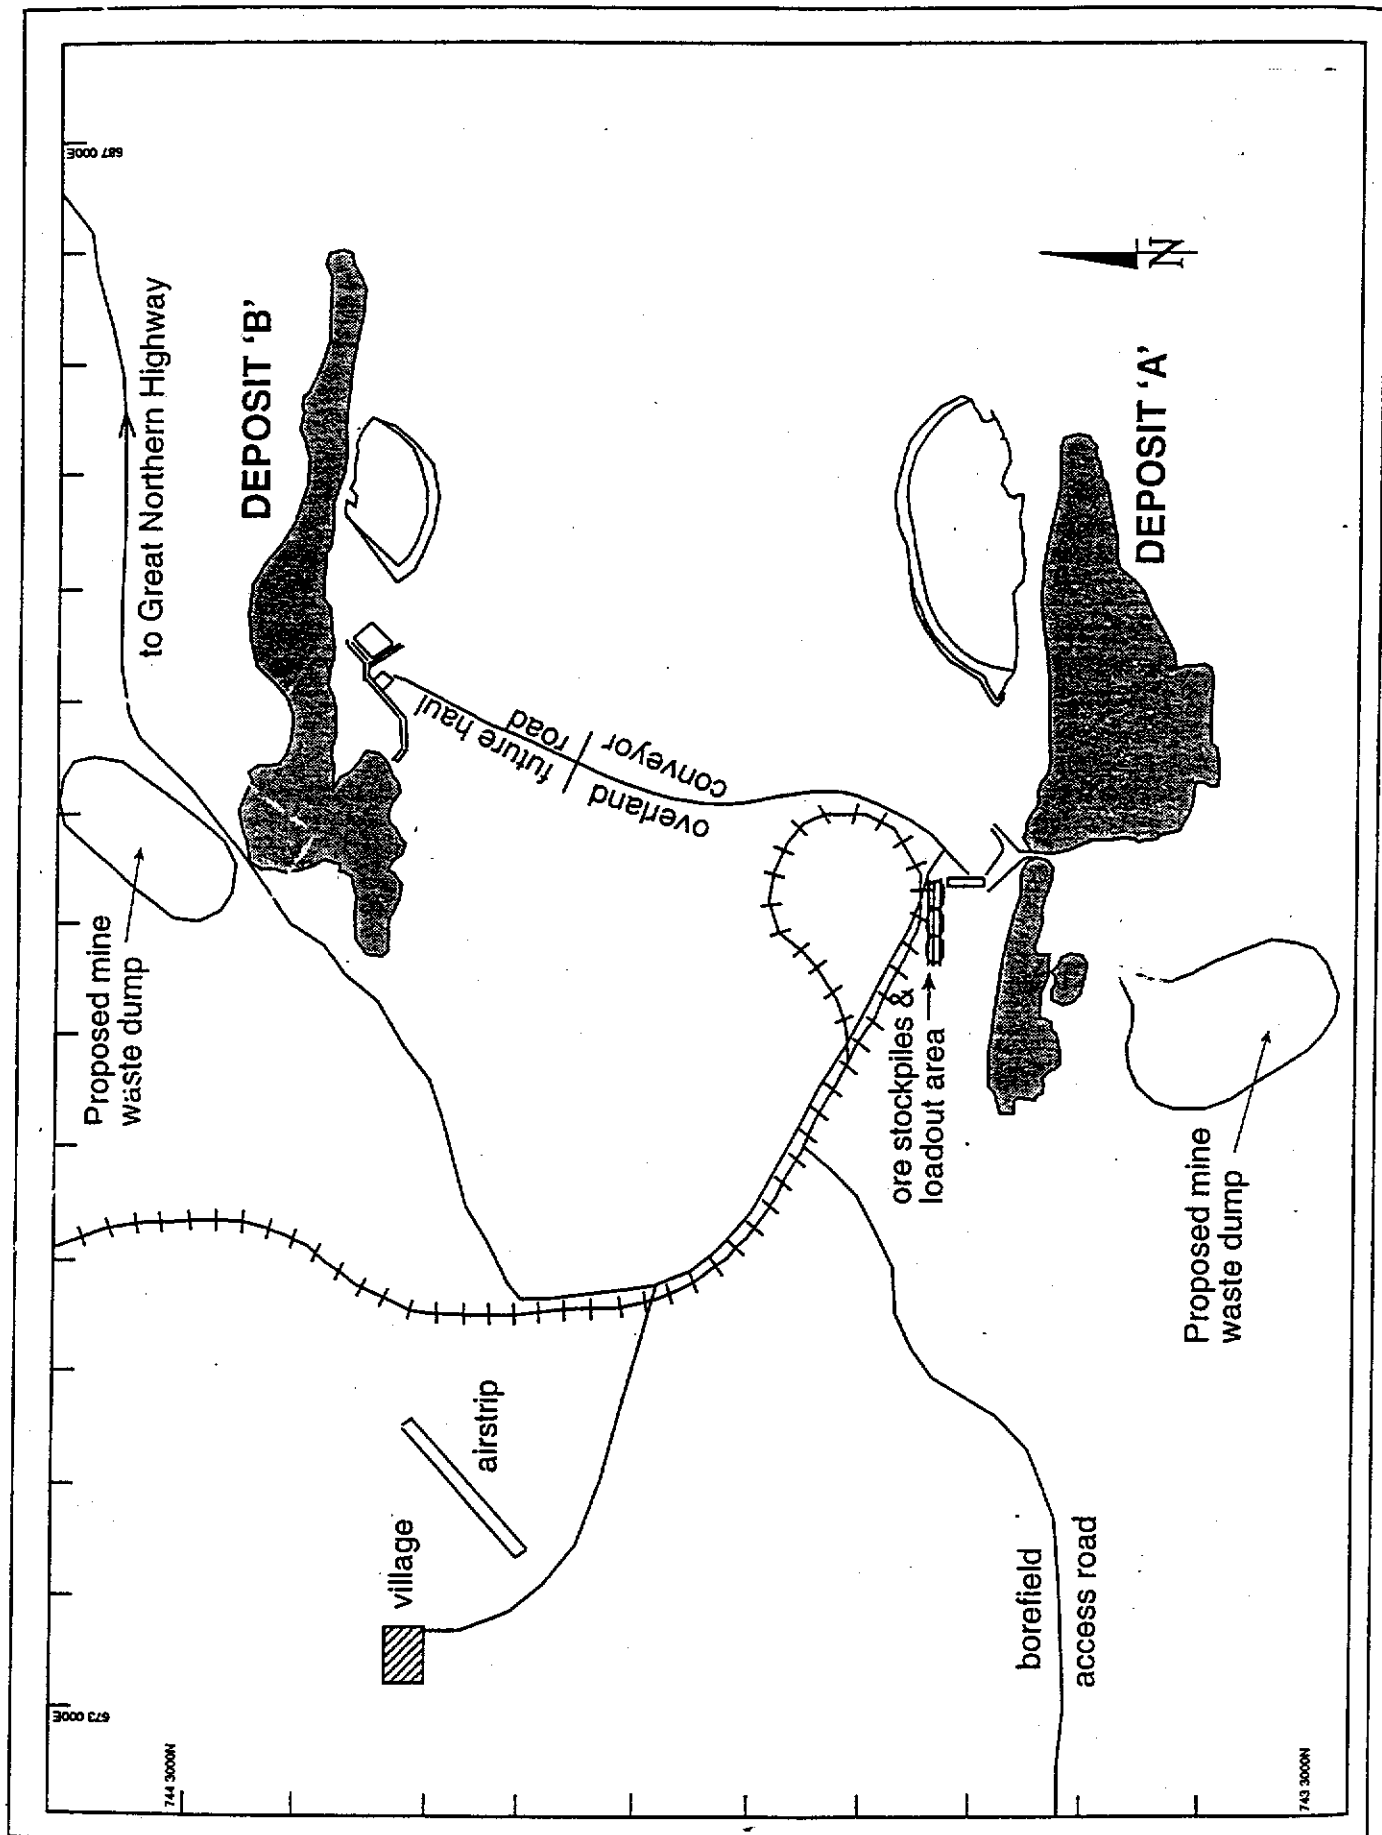 687 000E
to Great Northern Highway
DEPOSIT 'B'
Proposed mine
waste dump
future haul
road
overland
conveyor
N
DEPOSIT 'A'
ore stockpiles &
loadout area
Proposed mine
waste dump
airstrip
village
borefield
access road
673 000E
744 3000N
743 3000N